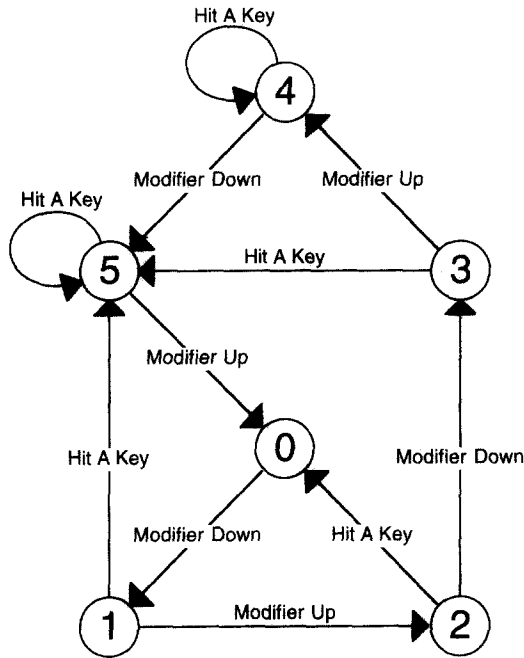 Hit A Key
4
Modifier Down
Modifier Up
Hit A Key
5
Hit A Key
3
Modifier Up
0
Hit A Key
Modifier Down
Modifier Down
Hit A Key
1
Modifier Up
2